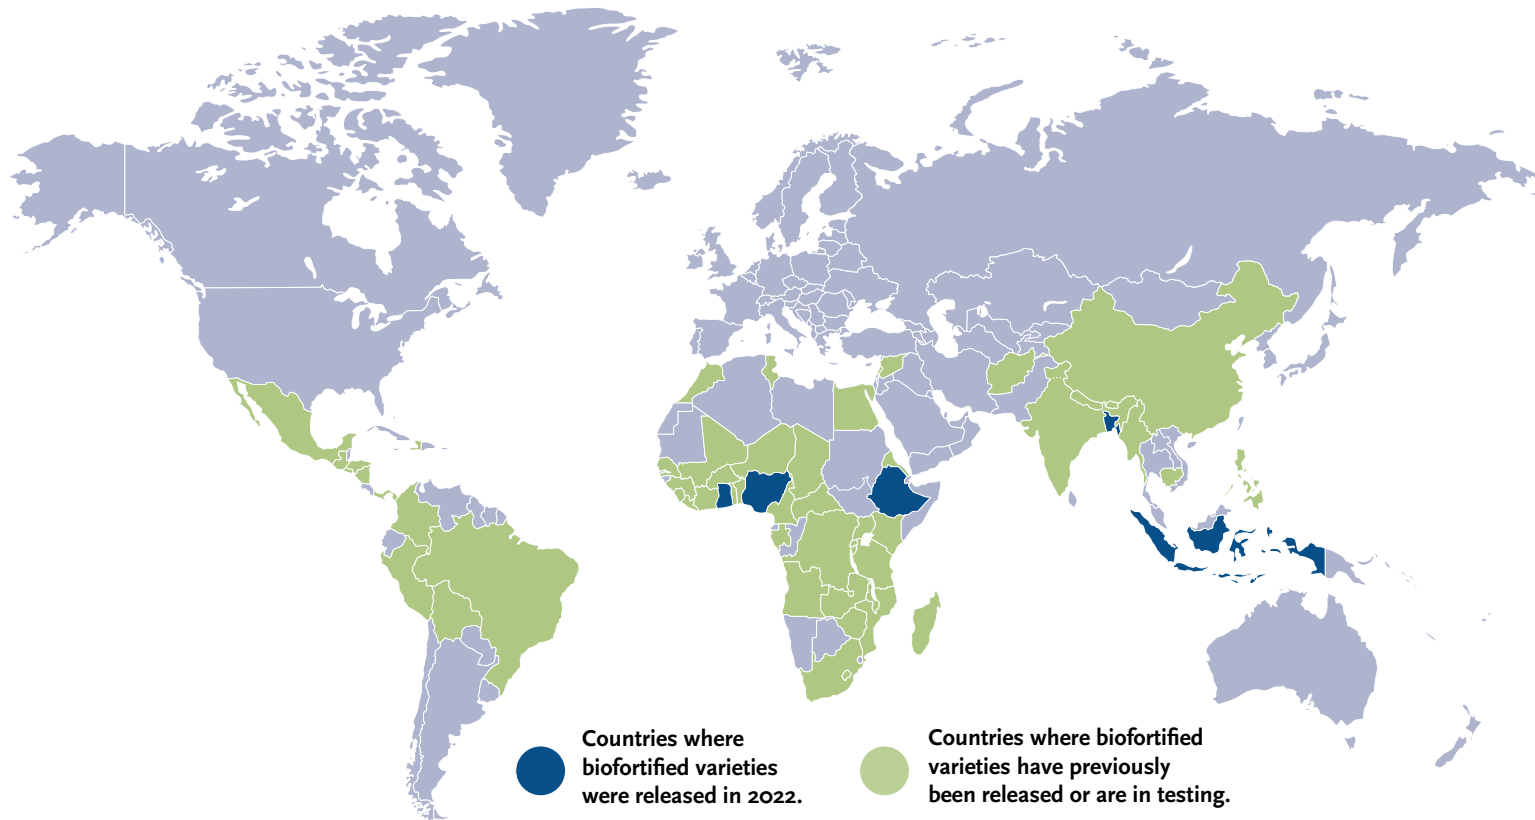 Countries where
biofortified varieties
were released in 2022.
Countries where biofortified
varieties have previously
been released or are in testing.